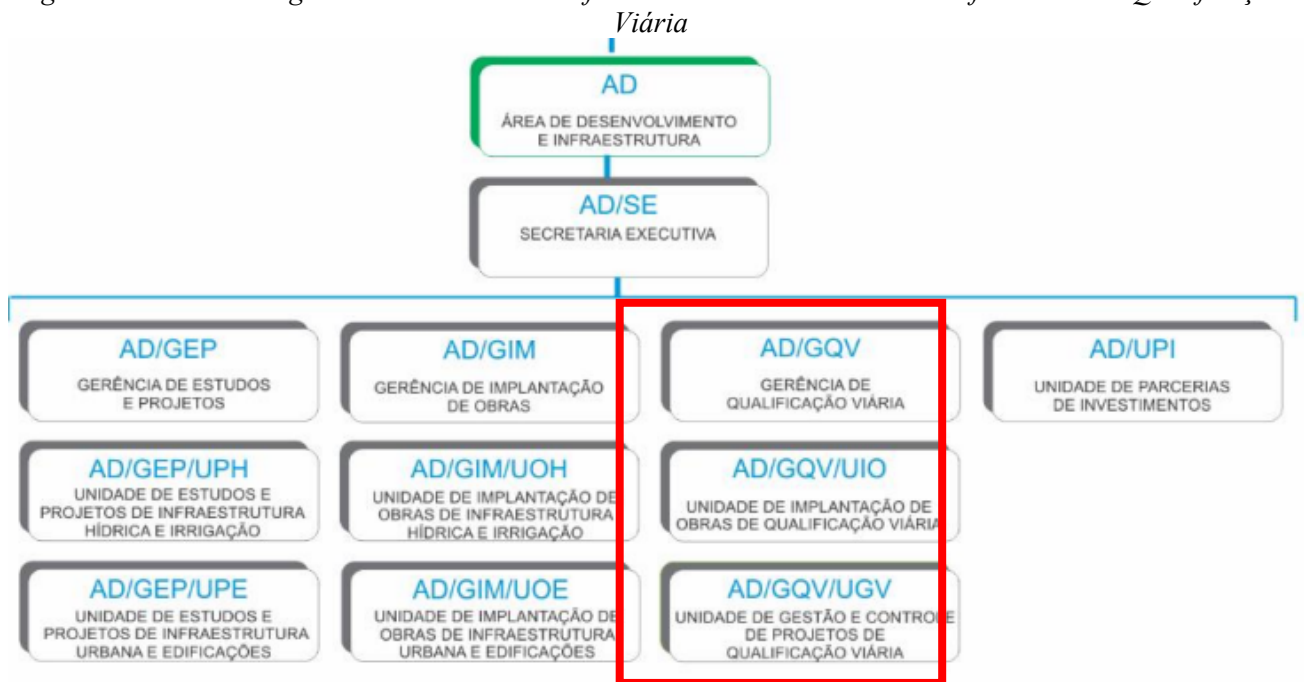 Viária
AD
ÁREA DE DESENVOLVIMENTO
E INFRAESTRUTURA
AD/SE
SECRETARIA EXECUTIVA
AD/GEP
GERÊNCIA DE ESTUDOS
E PROJETOS
AD/GIM
GERÊNCIA DE IMPLANTAÇÃO
DE OBRAS
AD/GQV
GERÊNCIA DE
QUALIFICAÇÃO VIÁRIA
AD/UPI
UNIDADE DE PARCERIAS
DE INVESTIMENTOS
AD/GEP/UPH
UNIDADE DE ESTUDOS E
PROJETOS DE INFRAESTRUTURA
HÍDRICA E IRRIGAÇÃO
AD/GIM/UOH
UNIDADE DE IMPLANTAÇÃO DE
OBRAS DE INFRAESTRUTURA
HÍDRICA E IRRIGAÇÃO
AD/GQV/UIO
UNIDADE DE IMPLANTAÇÃO DE
OBRAS DE QUALIFICAÇÃO VIÁRIA
AD/GEP/UPE
UNIDADE DE ESTUDOS E
PROJETOS DE INFRAESTRUTURA
URBANA E EDIFICAÇÕES
AD/GIM/UOE
UNIDADE DE IMPLANTAÇÃO DE
OBRAS DE INFRAESTRUTURA
URBANA E EDIFICAÇÕES
AD/GQV/UGV
UNIDADE DE GESTÃO E CONTROLE
DE PROJETOS DE
QUALIFICAÇÃO VIÁRIA